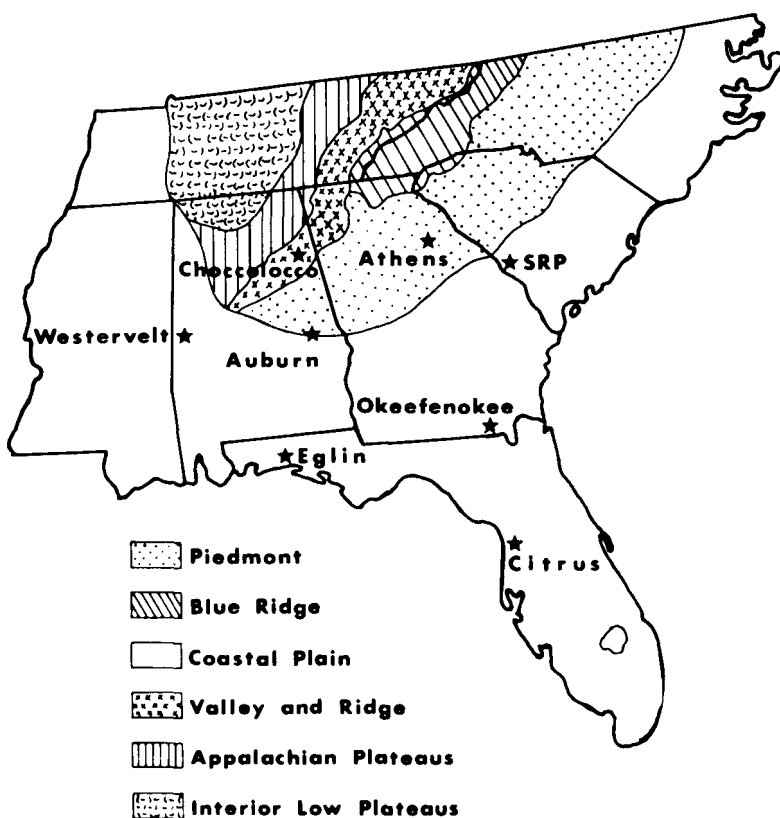 Choccolocco
Athens
SRP
Westervelt
Auburn
Okeefenokee
Eglin
Citrus
Piedmont
Blue Ridge
Coastal Plain
Valley and Ridge
Appalachian Plateaus
Interior Low Plateaus